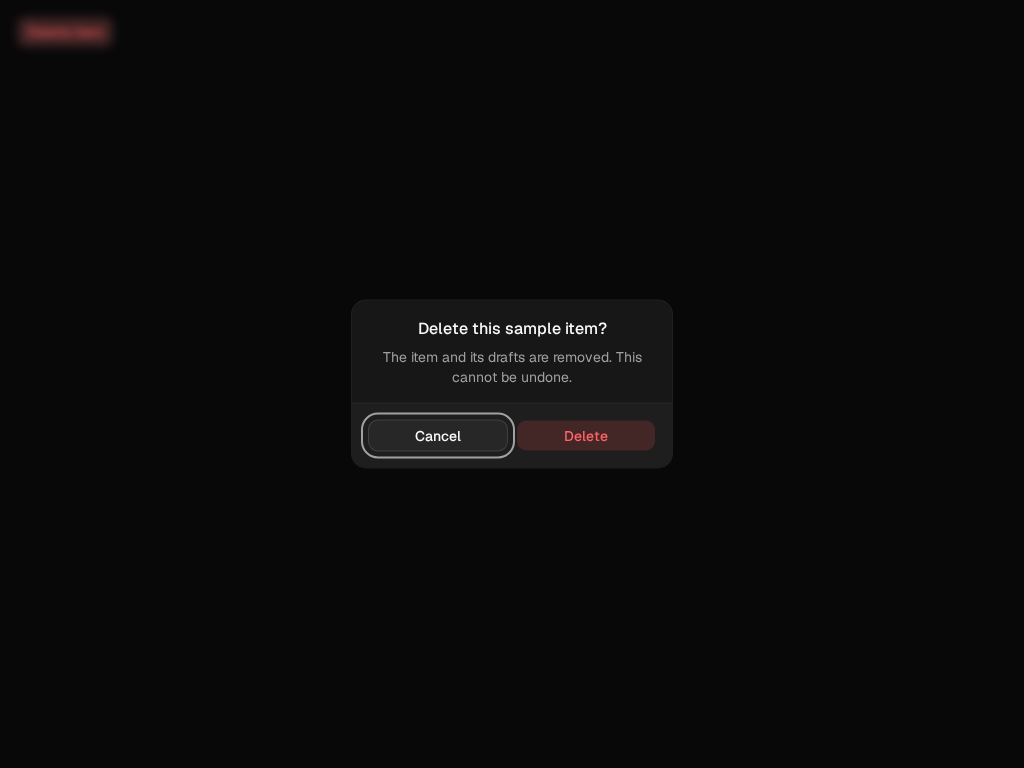 Delete this sample item?
The item and its drafts are removed. This
cannot be undone.
Cancel
Delete